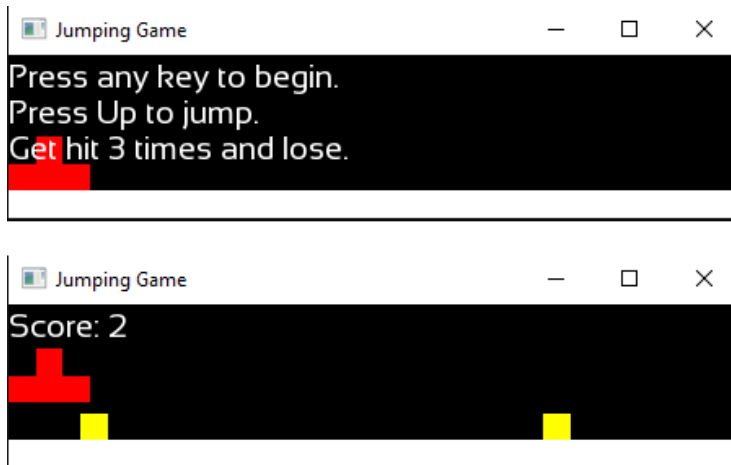 Jumping Game
Press any key to begin.
Press Up to jump.
Get hit 3 times and lose.
Jumping Game
Score: 2